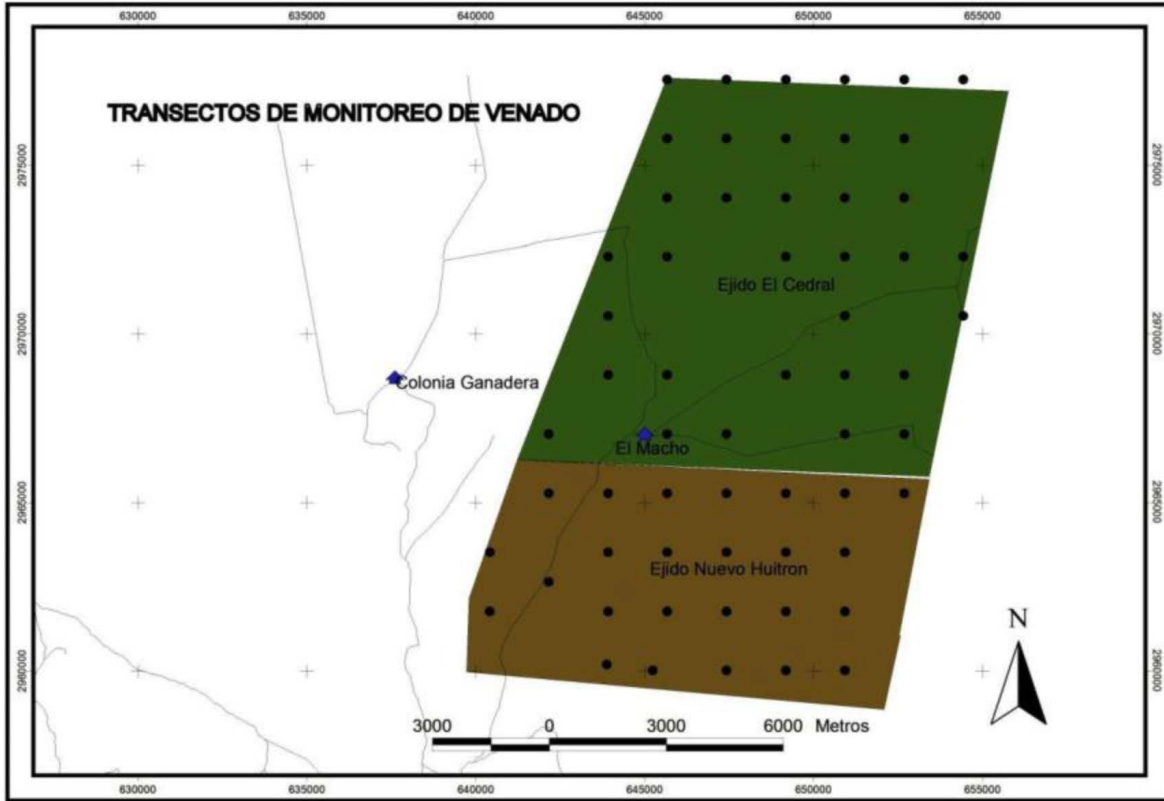 630000 635000 640000 645000 650000 655000
TRANSECTOS DE MONITOREO DE VENADO
2975000 2975000
Ejido El Cedral
2970000 2970000
Colonia Ganadera
El Macho
2965000 2965000
Ejido Nuevo Huitron
N
2960000 2960000
3000 0 3000 6000 Metros
630000 635000 640000 645000 650000 655000